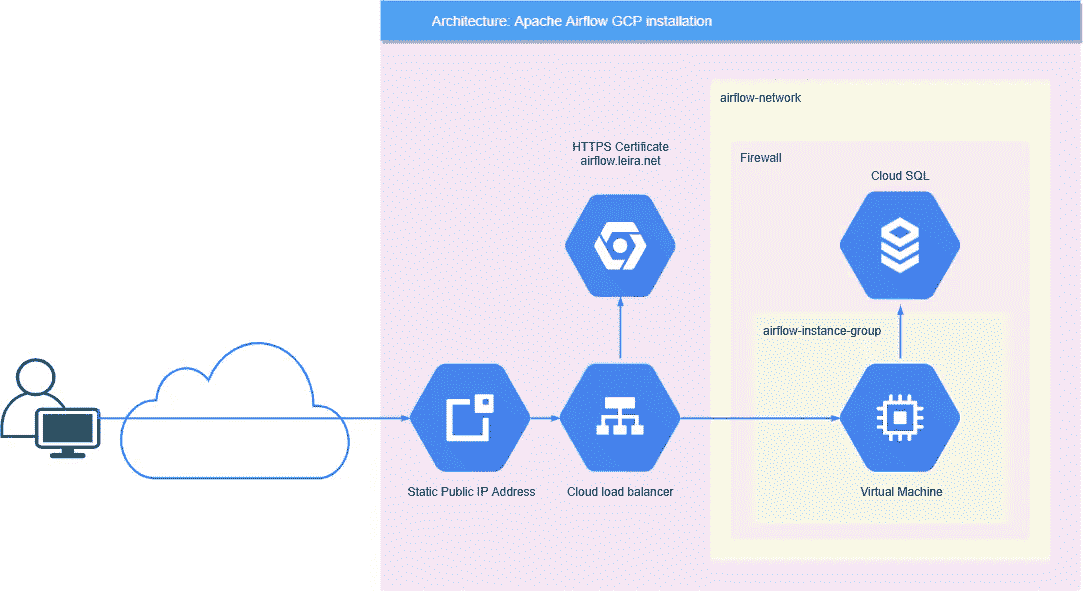 Architecture: Apache Airflow GCP installation
airflow-network
HTTPS Certificate
airflow.leira.net
Firewall
Cloud SQL
airflow-instance-group
Static Public IP Address
Cloud load balancer
Virtual Machine